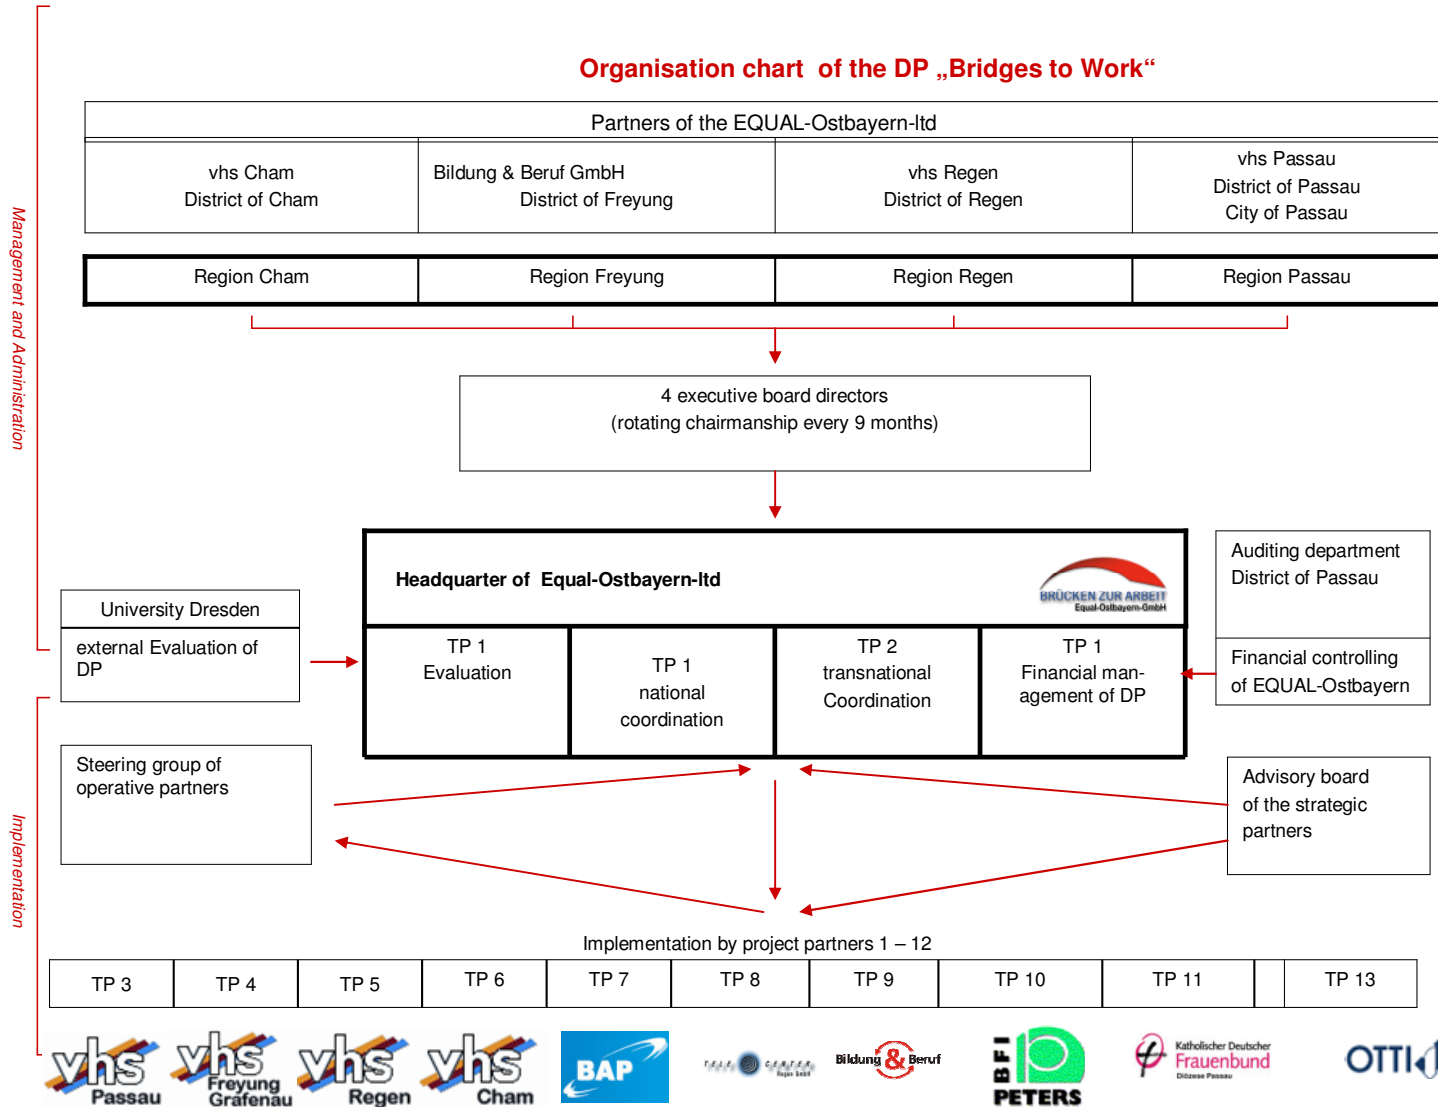 Organisation chart of the DP „Bridges to Work“
Partners of the EQUAL-Ostbayern-ltd
vhs Cham
District of Cham
Bildung & Beruf GmbH
District of Freyung
vhs Regen
District of Regen
vhs Passau
District of Passau
City of Passau
Region Cham
Region Freyung
Region Regen
Region Passau
Management and Administration
4 executive board directors
(rotating chairmanship every 9 months)
Headquarter of Equal-Ostbayern-ltd
BRÜCKEN ZUR ARBEIT
Equal-Ostbayern-GmbH
Auditing department
District of Passau
Financial controlling
of EQUAL-Ostbayern
University Dresden
external Evaluation of
DP
TP 1
Evaluation
TP 1
national
coordination
TP 2
transnational
Coordination
TP 1
Financial man-
agement of DP
Steering group of
operative partners
Advisory board
of the strategic
partners
Implementation
Implementation by project partners 1 – 12
TP 3
TP 4
TP 5
TP 6
TP 7
TP 8
TP 9
TP 10
TP 11
TP 13
vhs
Passau
vhs
Freyung
Grafenau
vhs
Regen
vhs
Cham
BAP
TELE CENTER
Regen GmbH
Bildung & Beruf
BFI
PETERS
Katholischer Deutscher
Frauenbund
Diözese Passau
OTTI